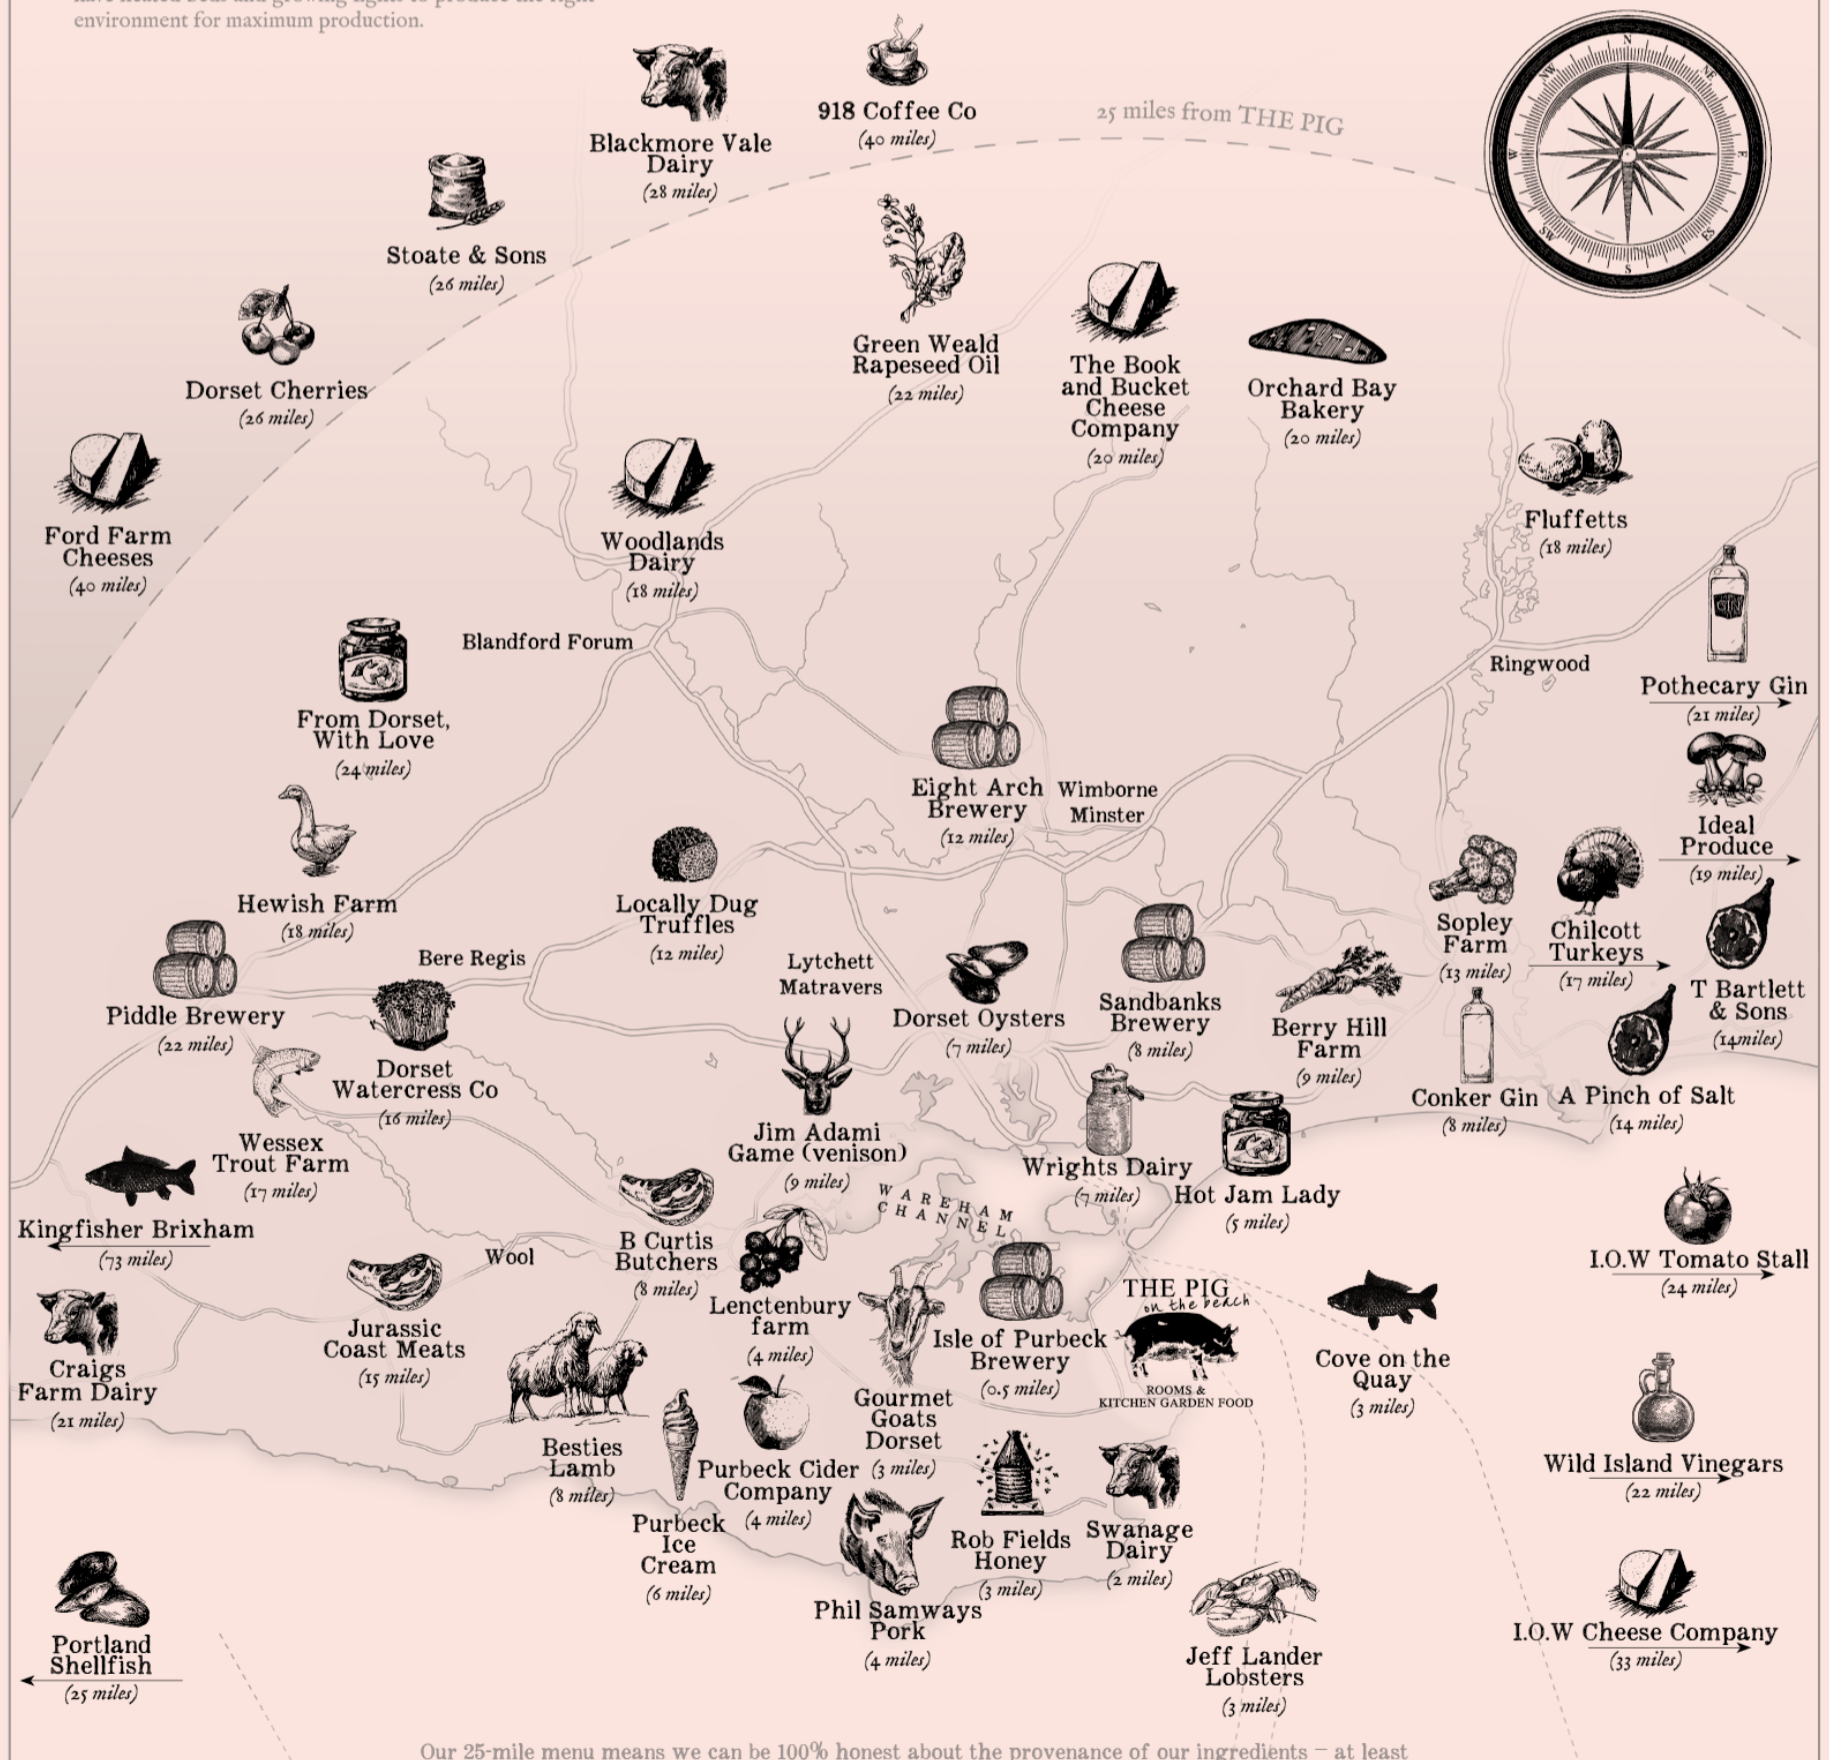 environment for maximum production.
918 Coffee Co
(40 miles)
25 miles from THE PIG
N
NE
E
ES
S
SW
W
NW
Blackmore Vale
Dairy
(28 miles)
Stoate & Sons
(26 miles)
Dorset Cherries
(26 miles)
Green Weald
Rapeseed Oil
(22 miles)
The Book
and Bucket
Cheese
Company
(20 miles)
Orchard Bay
Bakery
(20 miles)
Ford Farm
Cheeses
(40 miles)
Woodlands
Dairy
(18 miles)
Fluffetts
(18 miles)
Blandford Forum
Ringwood
GIN
Pothecary Gin
(21 miles)
From Dorset,
With Love
(24 miles)
Eight Arch
Brewery
(12 miles)
Wimborne
Minster
Ideal
Produce
(19 miles)
Hewish Farm
(18 miles)
Locally Dug
Truffles
(12 miles)
Sopley
Farm
(13 miles)
Chilcott
Turkeys
(17 miles)
Bere Regis
Lytchett
Matravers
T Bartlett
& Sons
(14miles)
Piddle Brewery
(22 miles)
Dorset Oysters
(7 miles)
Sandbanks
Brewery
(8 miles)
Berry Hill
Farm
(9 miles)
Dorset
Watercress Co
(16 miles)
Conker Gin
(8 miles)
A Pinch of Salt
(14 miles)
Wessex
Trout Farm
(17 miles)
Jim Adami
Game (venison)
(9 miles)
Wrights Dairy
(7 miles)
Hot Jam Lady
(5 miles)
WAREHAM
CHANNEL
Kingfisher Brixham
(73 miles)
Wool
B Curtis
Butchers
(8 miles)
I.O.W Tomato Stall
(24 miles)
Lenctenbury
farm
(4 miles)
Isle of Purbeck
Brewery
(0.5 miles)
THE PIG
on the beach
ROOMS &
KITCHEN GARDEN FOOD
Jurassic
Coast Meats
(15 miles)
Cove on the
Quay
(3 miles)
Craigs
Farm Dairy
(21 miles)
Gourmet
Goats
Dorset
(3 miles)
Besties
Lamb
(8 miles)
Purbeck Cider
Company
(4 miles)
Wild Island Vinegars
(22 miles)
Purbeck
Ice
Cream
(6 miles)
Rob Fields
Honey
(3 miles)
Swanage
Dairy
(2 miles)
Phil Samways
Pork
(4 miles)
I.O.W Cheese Company
(33 miles)
Portland
Shellfish
(25 miles)
Jeff Lander
Lobsters
(3 miles)
Our 25-mile menu means we can be 100% honest about the provenance of our ingredients – at least